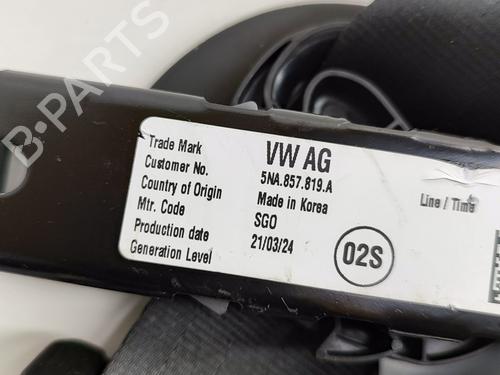 B-PARTS
Trade Mark VW AG
Customer No. 5NA.857.819.A
Country of Origin Made in Korea
Mtr. Code SGO
Production date 21/03/24
Generation Level
Line / Time
02S